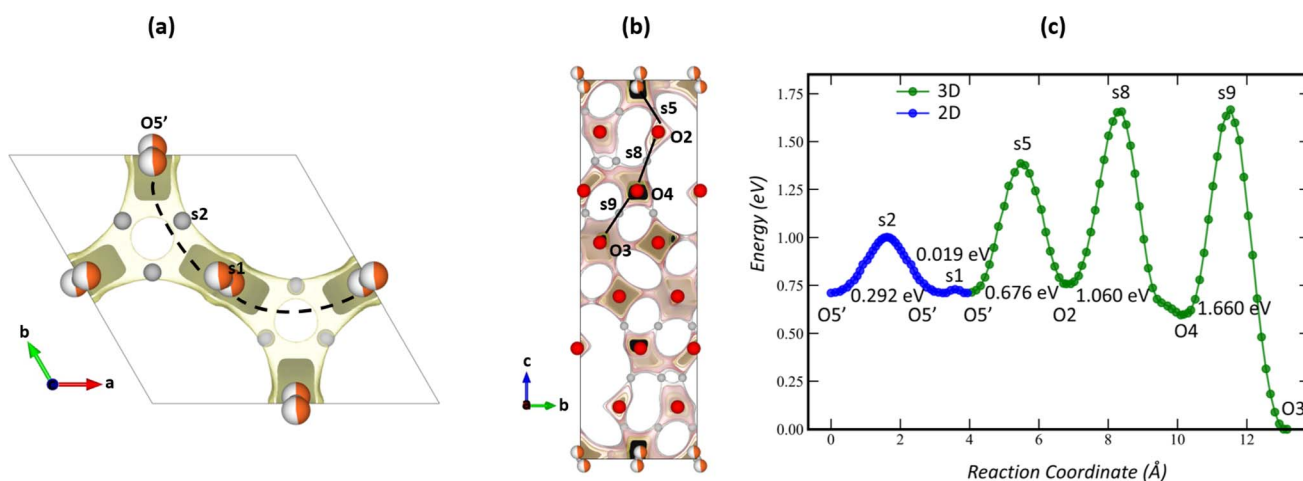 (a)
(b)
(c)
O5’
s2
s1
b
a
s5
O2
s8
O4
s9
O3
c
b
Energy (eV)
1.75
1.50
1.25
1.00
0.75
0.50
0.25
0.00
3D
2D
s2
s5
s8
s9
0.019 eV
s1
0.292 eV
0.676 eV
1.060 eV
1.660 eV
O5’
O5’
O5’
O2
O4
O3
0 2 4 6 8 10 12
Reaction Coordinate (Å)